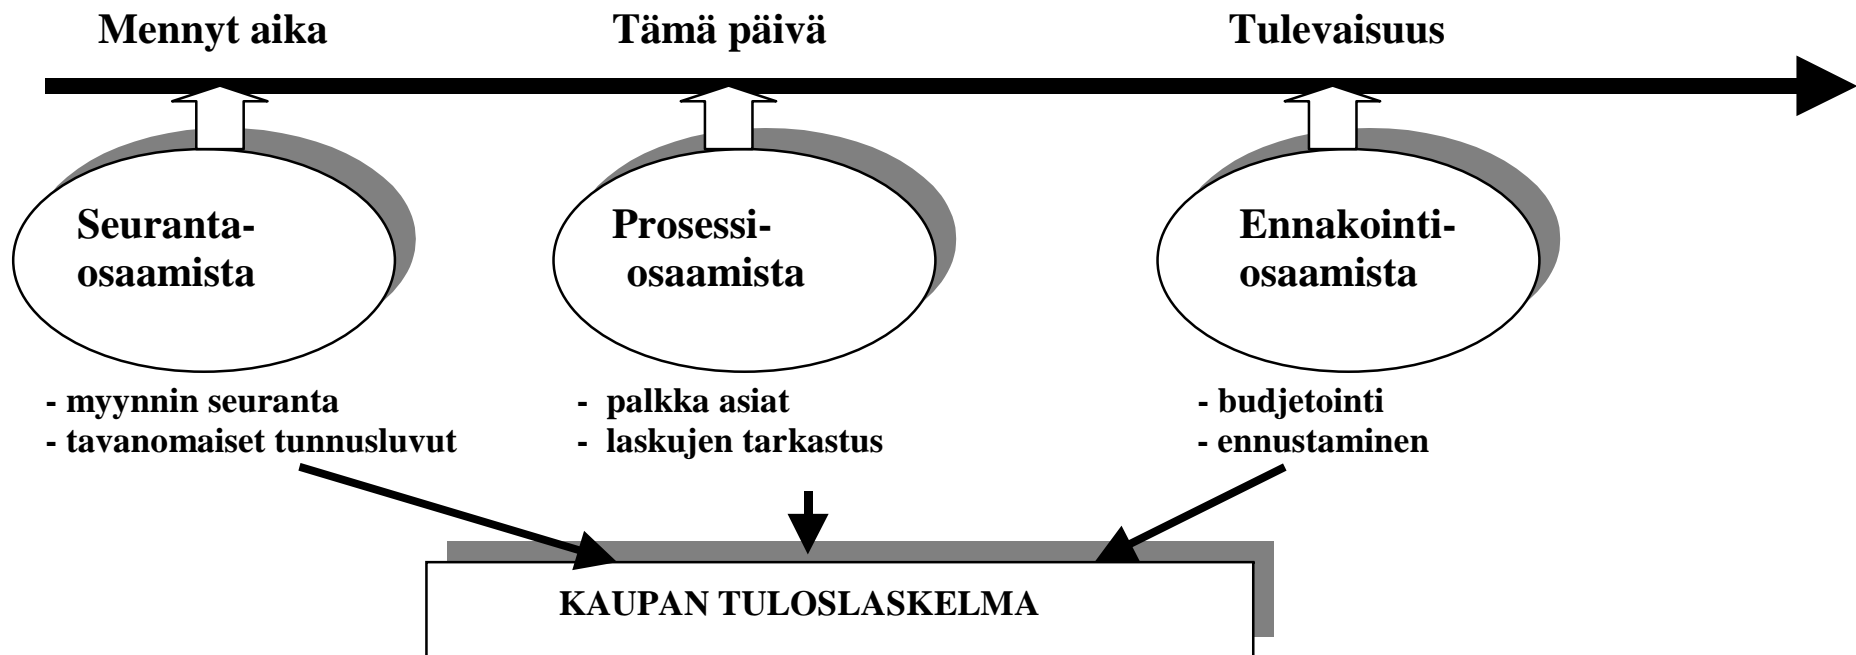 Mennyt aika
Tämä päivä
Tulevaisuus
Seuranta-
osaamista
Prosessi-
osaamista
Ennakointi-
osaamista
- myynnin seuranta
- tavanomaiset tunnusluvut
- palkka asiat
- laskujen tarkastus
- budjetointi
- ennustaminen
KAUPAN TULOSLASKELMA